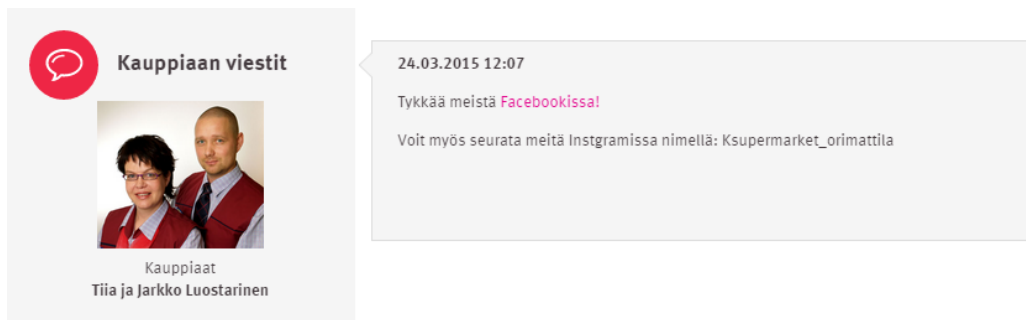 Kauppiaan viestit
Kauppiaat
Tiia ja Jarkko Luostarinen
24.03.2015 12:07
Tykkää meistä Facebookissa!
Voit myös seurata meitä Instgramissa nimellä: Ksupermarket_orimattila